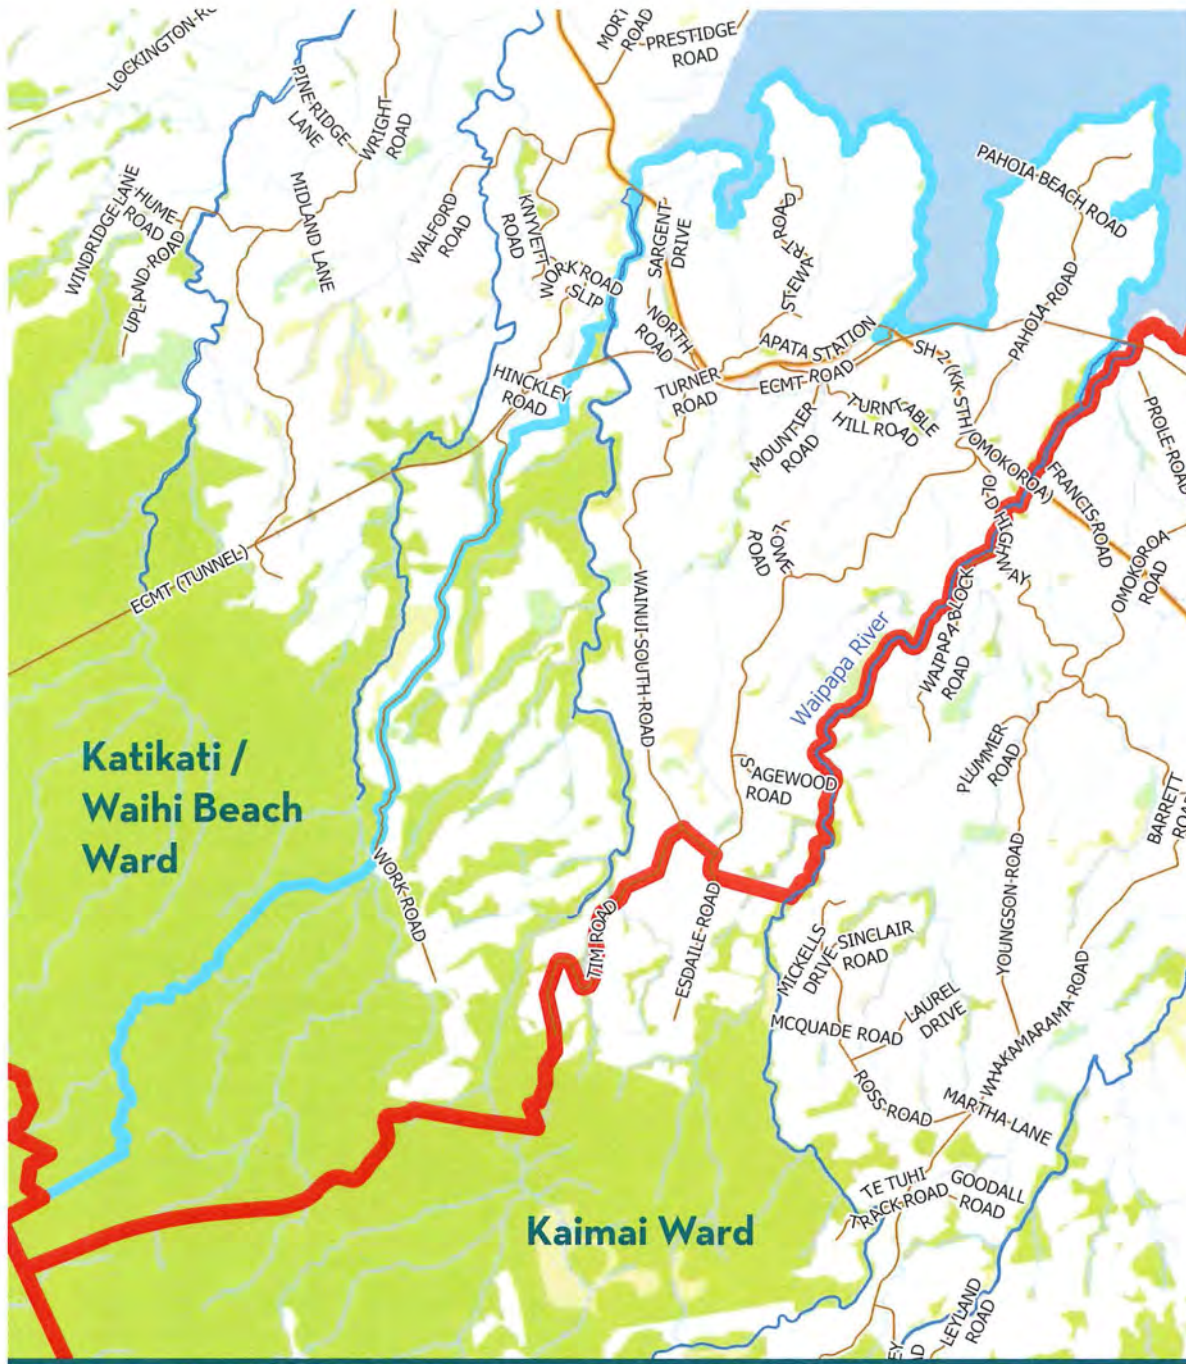 LOCKINGTON-R
MORT
ROAD
PRESTIDGE
ROAD
PINE-RIDGE
LANE
WRIGHT
ROAD
PAHOIA-BEACH ROAD
WINDRIDGE-LANE
HUME
ROAD
UPLAND-ROAD
MIDLAND LANE
WALFORD
ROAD
KNYVETT
ROAD
WORK ROAD
SLIP
SARGENT
DRIVE
STEWART ROAD
PAHOIA-ROAD
NORTH
ROAD
APATA STATION
ECMT-ROAD
TURNER
ROAD
HINCKLEY
ROAD
SH 2 (KK STH OMOKOROA)
MOUNTIER
ROAD
TURNTABLE
HILL ROAD
PROLE-ROAD
FRANCIS-ROAD
OLD HIGHWAY
OMOKOROA
ROAD
LOWE
ROAD
ECMT (TUNNEL)
WAINUI-SOUTH-ROAD
WAIPAPA-BLOCK
ROAD
Waipapa River
Katikati /
Waihi Beach
Ward
SAGEWOOD
ROAD
PLUMMER
ROAD
BARRETT
ROA
WORK-ROAD
TIM ROAD
ESDAILE-ROAD
MICKELLS
DRIVE
SINCLAIR
ROAD
YOUNGSON-ROAD
LAUREL
DRIVE
MCQUADE ROAD
WHAKAMARAMA-ROAD
ROSS-ROAD
MARTHA-LANE
TE TUHI
TRACK ROAD
GOODALL
ROAD
Kaimai Ward
LEYLAND
ROAD
EY
AD